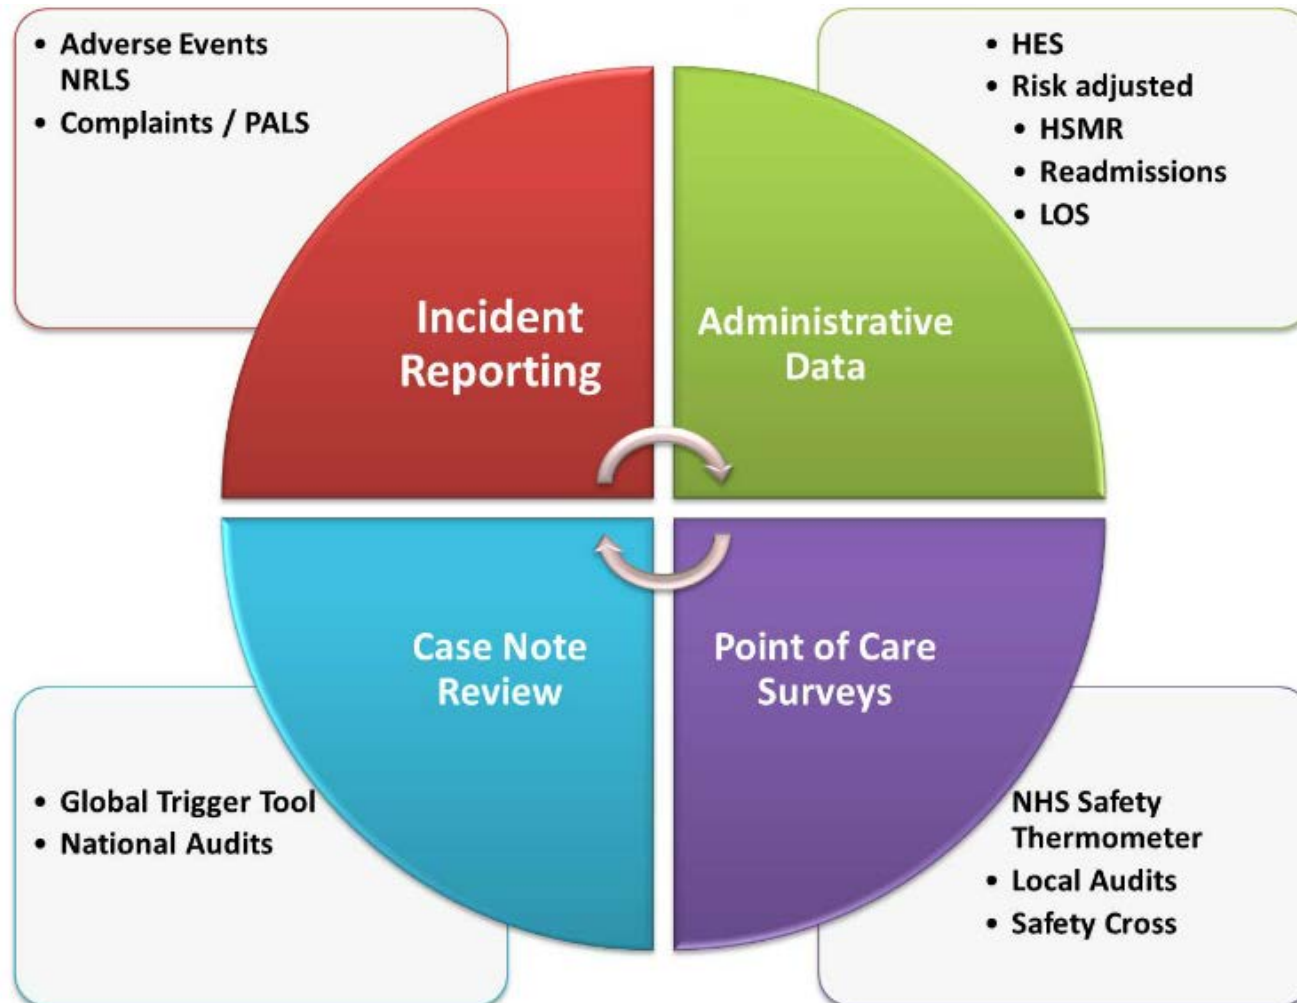 • Adverse Events
NRLS
• Complaints / PALS
• HES
• Risk adjusted
• HSMR
• Readmissions
• LOS
Incident
Reporting
Administrative
Data
Case Note
Review
Point of Care
Surveys
• Global Trigger Tool
• National Audits
NHS Safety
Thermometer
• Local Audits
• Safety Cross